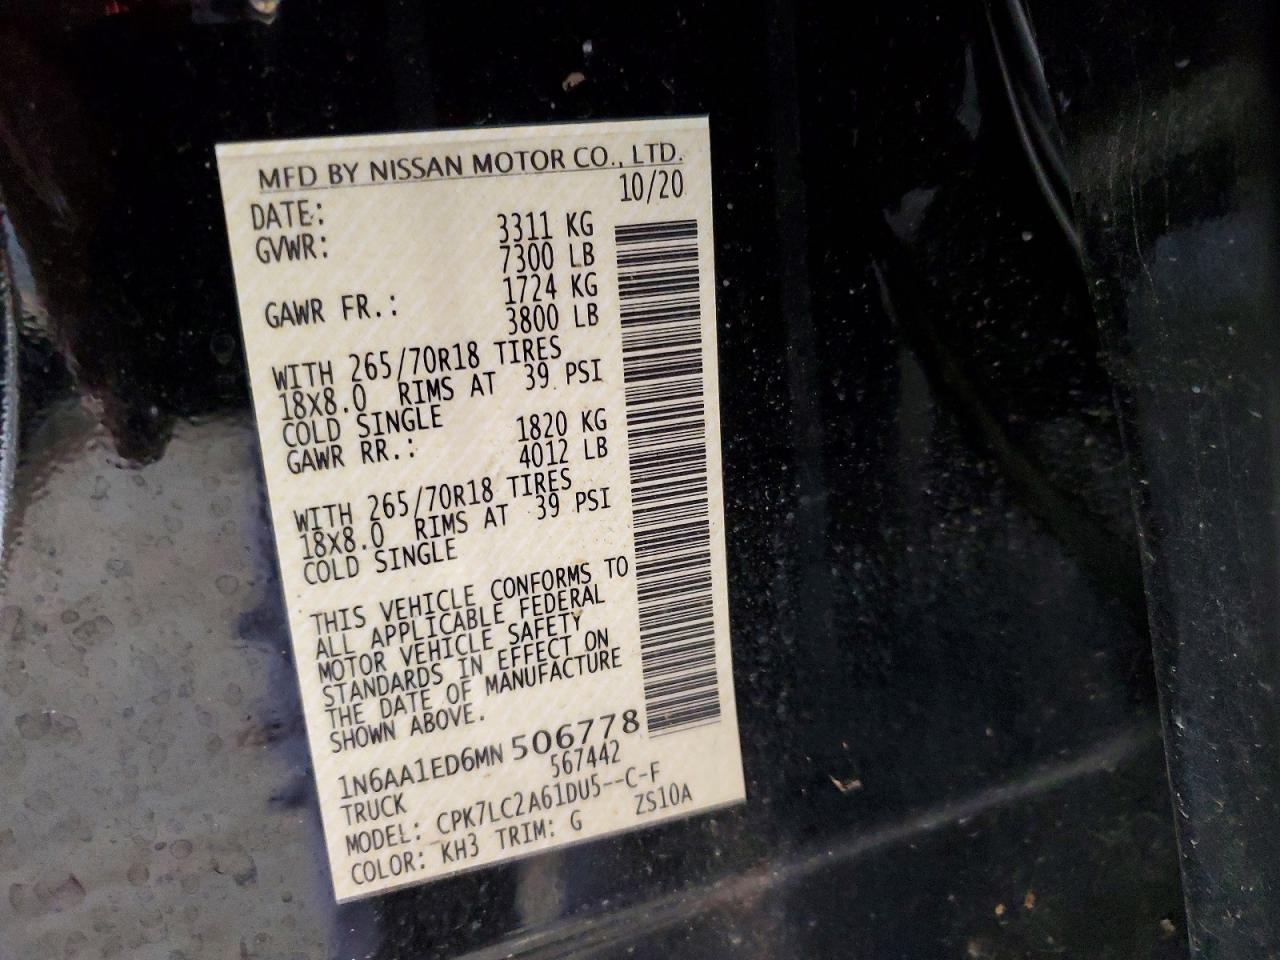 MFD BY NISSAN MOTOR CO., LTD.
DATE: 10/20
GVWR: 3311 KG
7300 LB
GAWR FR.: 1724 KG
3800 LB
WITH 265/70R18 TIRES
18X8.0 RIMS AT 39 PSI
COLD SINGLE
GAWR RR.: 1820 KG
4012 LB
WITH 265/70R18 TIRES
18X8.0 RIMS AT 39 PSI
COLD SINGLE
THIS VEHICLE CONFORMS TO
ALL APPLICABLE FEDERAL
MOTOR VEHICLE SAFETY
STANDARDS IN EFFECT ON
THE DATE OF MANUFACTURE
SHOWN ABOVE.
1N6AA1ED6MN506778
TRUCK 567442
MODEL: CPK7LC2A61DU5--C-F
COLOR: KH3 TRIM: G ZS10A